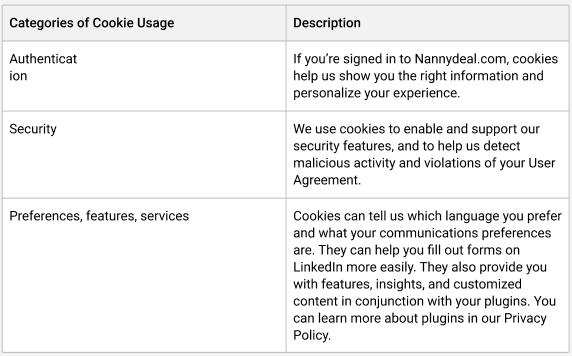 Categories of Cookie Usage
Description
Authenticat
ion
If you’re signed in to Nannydeal.com, cookies
help us show you the right information and
personalize your experience.
Security
We use cookies to enable and support our
security features, and to help us detect
malicious activity and violations of your User
Agreement.
Preferences, features, services
Cookies can tell us which language you prefer
and what your communications preferences
are. They can help you fill out forms on
LinkedIn more easily. They also provide you
with features, insights, and customized
content in conjunction with your plugins. You
can learn more about plugins in our Privacy
Policy.